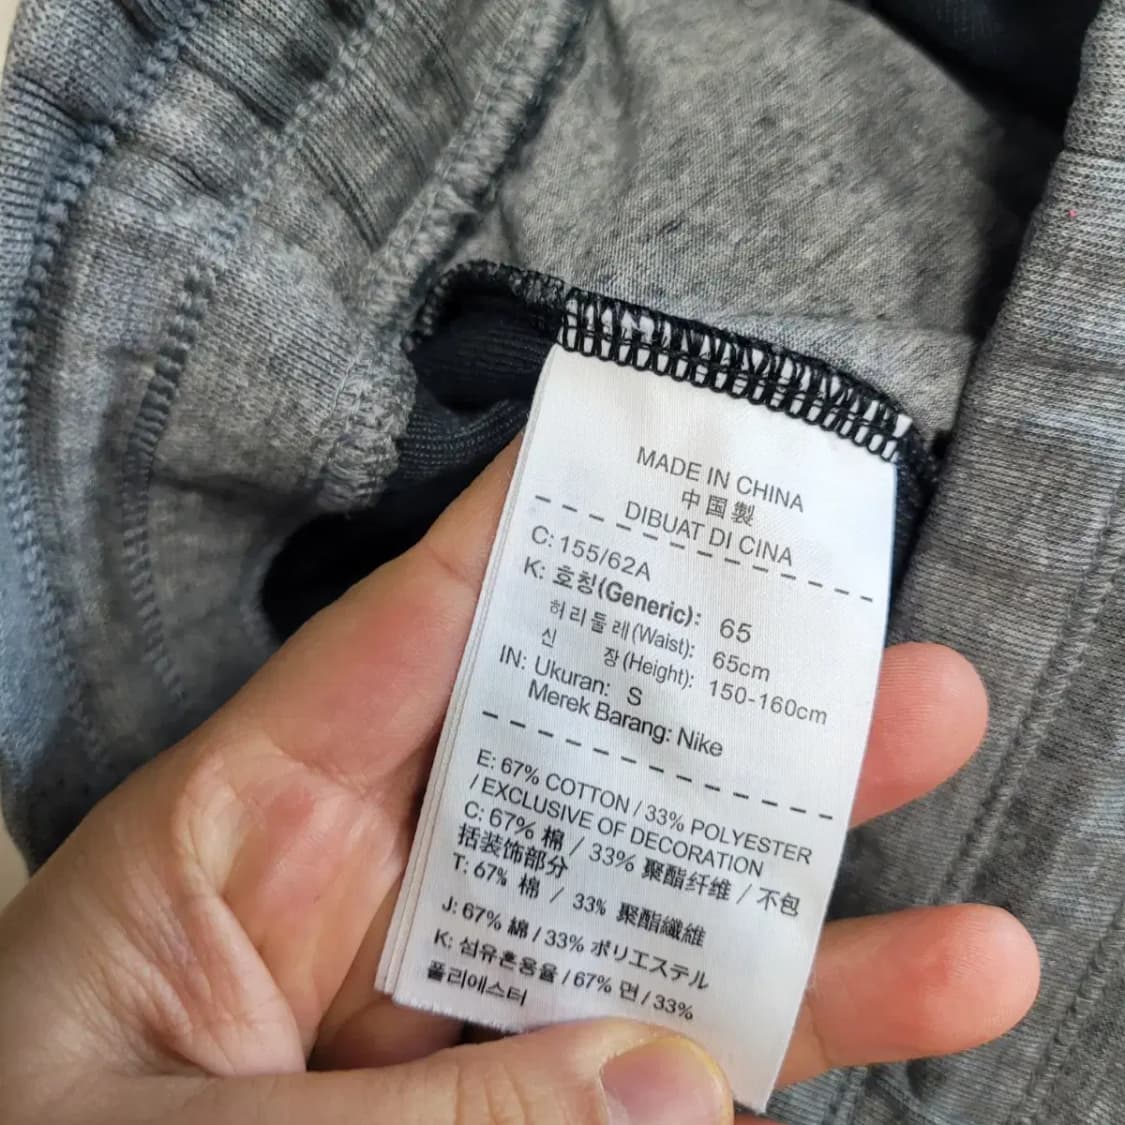 MADE IN CHINA
中国製
DIBUAT DI CINA
C: 155/62A
K: 호칭(Generic): 65
허리둘레(Waist): 65cm
신 장(Height): 150-160cm
IN: Ukuran: S
Merek Barang: Nike
E: 67% COTTON / 33% POLYESTER
/ EXCLUSIVE OF DECORATION
C: 67% 棉 / 33% 聚酯纤维 / 不包
括装饰部分
T: 67% 棉 / 33% 聚酯纖維
J: 67% 綿 / 33% ポリエステル
K: 섬유혼용율 / 67% 면 / 33%
폴리에스터